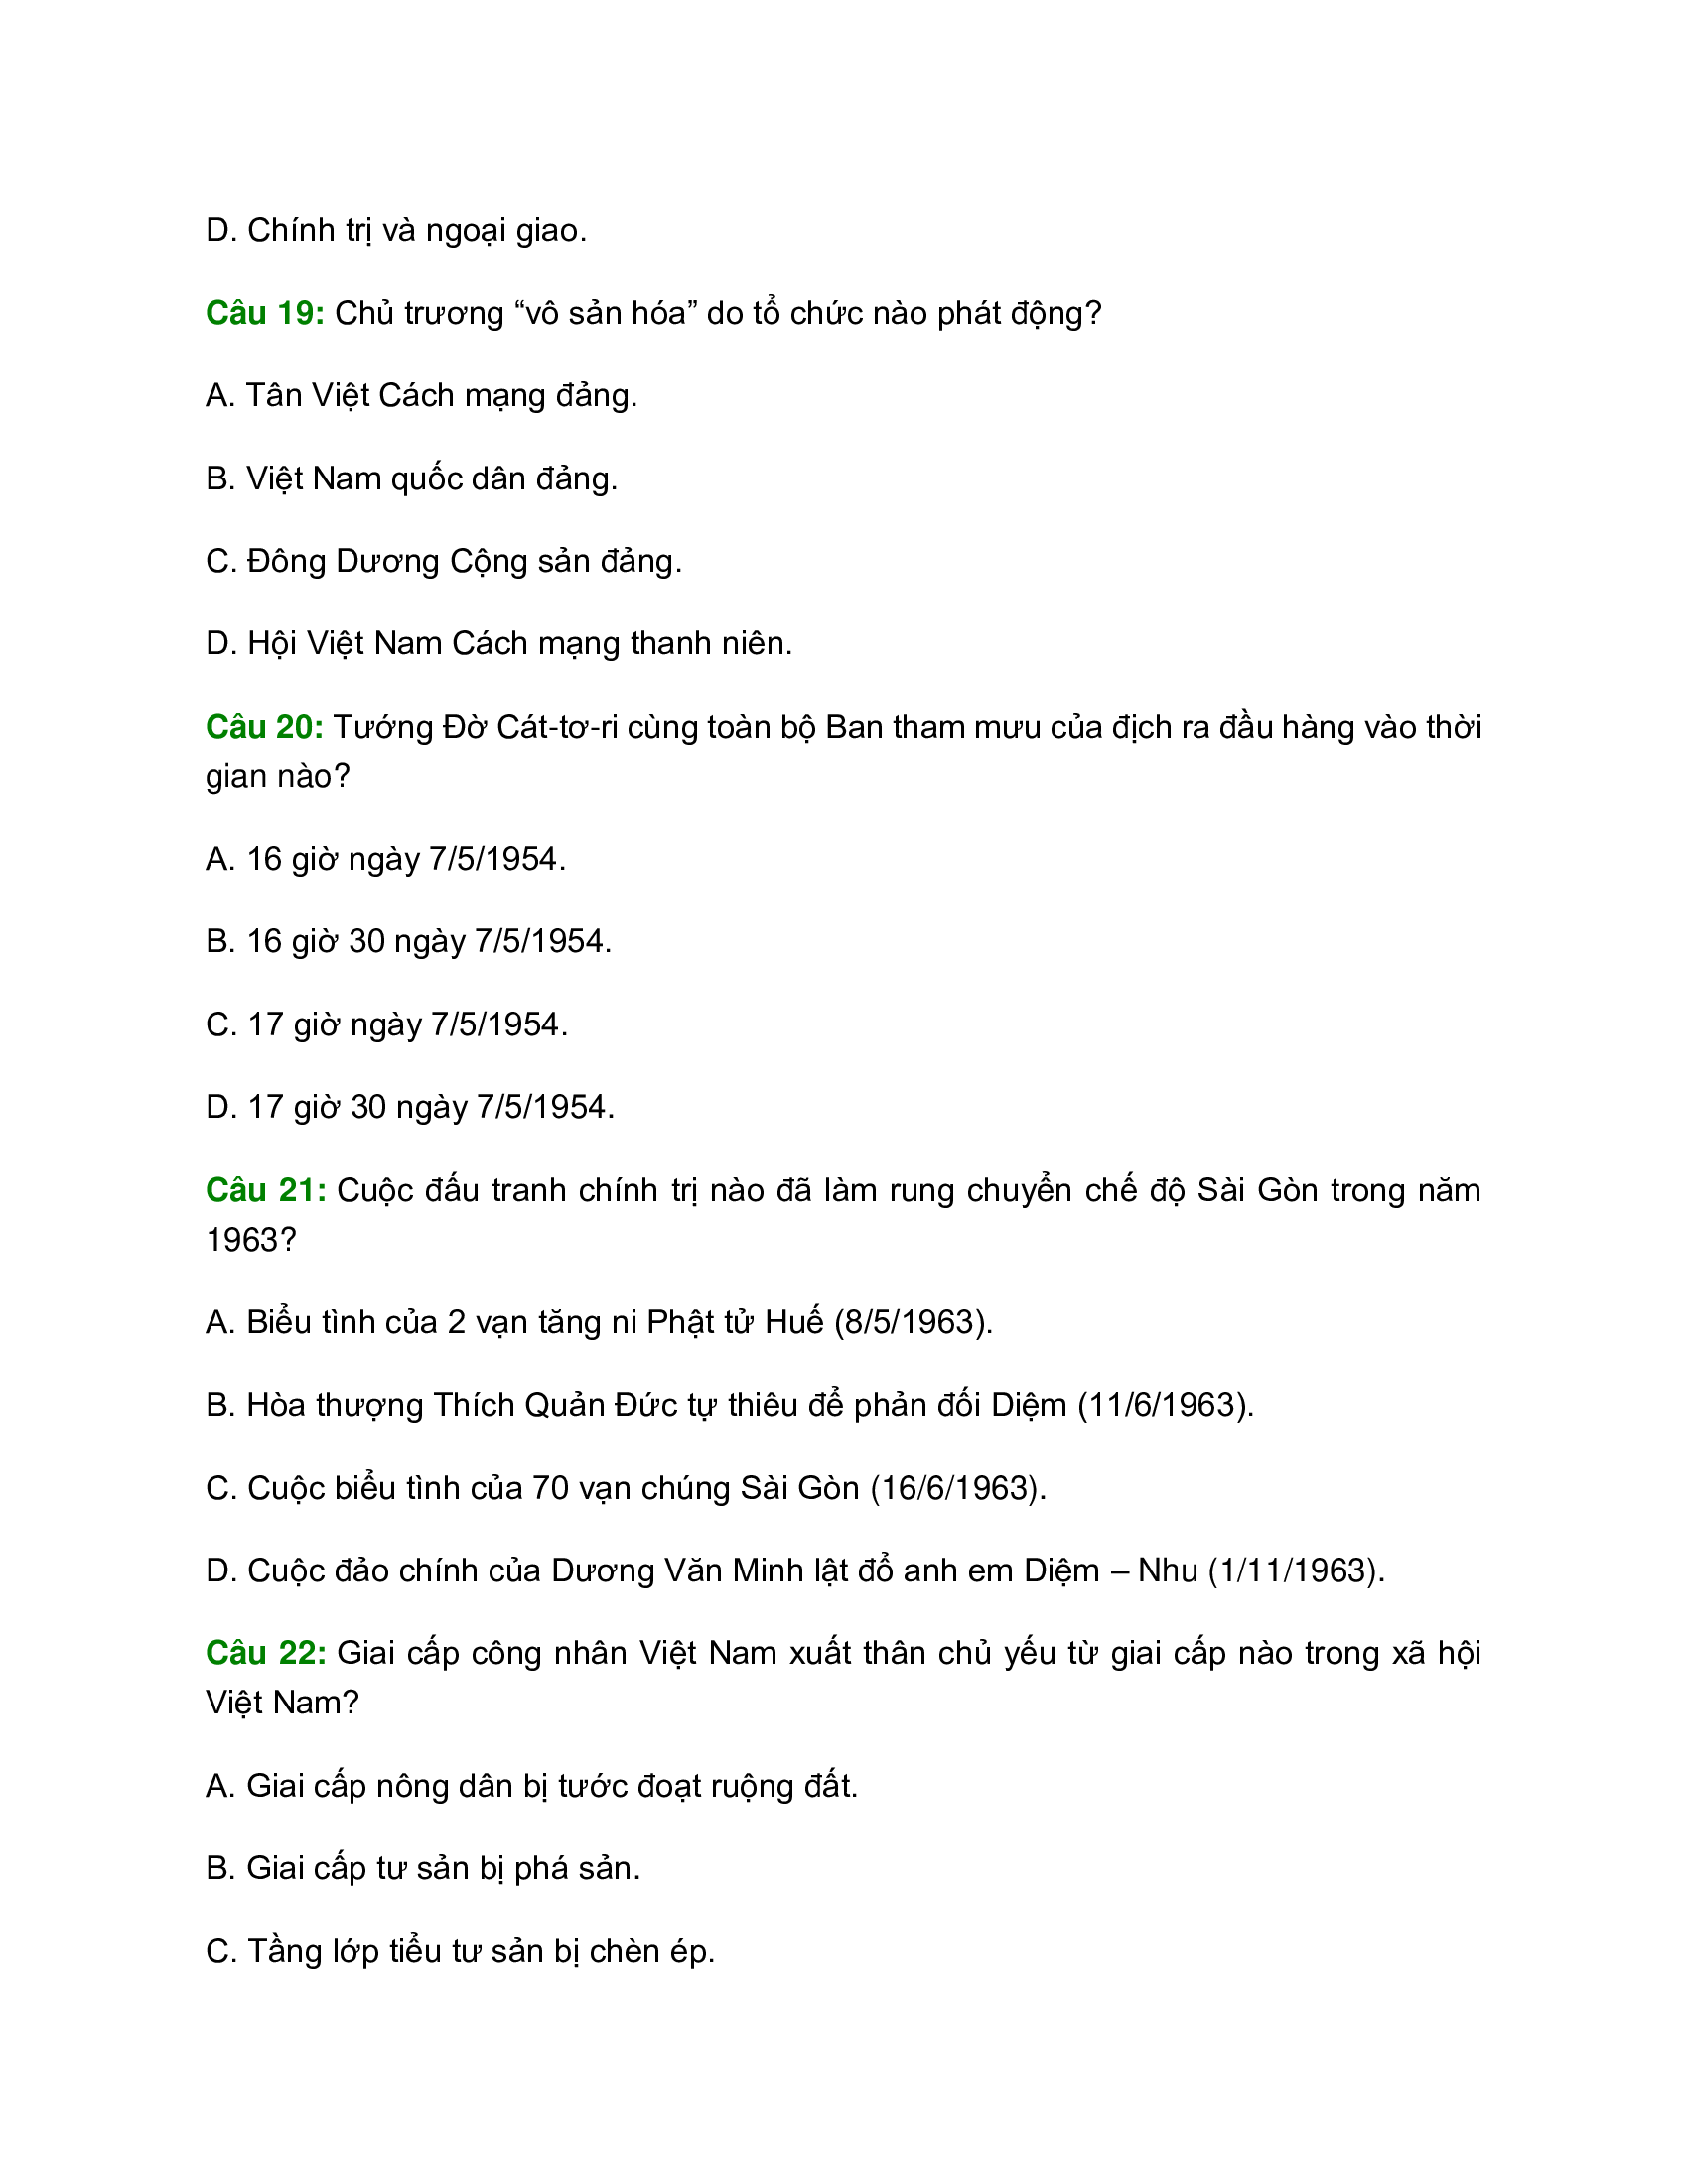 D. Chính trị và ngoại giao.
Câu 19: Chủ trương “vô sản hóa” do tổ chức nào phát động?
A. Tân Việt Cách mạng đảng.
B. Việt Nam quốc dân đảng.
C. Đông Dương Cộng sản đảng.
D. Hội Việt Nam Cách mạng thanh niên.
Câu 20: Tướng Đờ Cát-tơ-ri cùng toàn bộ Ban tham mưu của địch ra đầu hàng vào thời
gian nào?
A. 16 giờ ngày 7/5/1954.
B. 16 giờ 30 ngày 7/5/1954.
C. 17 giờ ngày 7/5/1954.
D. 17 giờ 30 ngày 7/5/1954.
Câu 21: Cuộc đấu tranh chính trị nào đã làm rung chuyển chế độ Sài Gòn trong năm
1963?
A. Biểu tình của 2 vạn tăng ni Phật tử Huế (8/5/1963).
B. Hòa thượng Thích Quản Đức tự thiêu để phản đối Diệm (11/6/1963).
C. Cuộc biểu tình của 70 vạn chúng Sài Gòn (16/6/1963).
D. Cuộc đảo chính của Dương Văn Minh lật đổ anh em Diệm – Nhu (1/11/1963).
Câu 22: Giai cấp công nhân Việt Nam xuất thân chủ yếu từ giai cấp nào trong xã hội
Việt Nam?
A. Giai cấp nông dân bị tước đoạt ruộng đất.
B. Giai cấp tư sản bị phá sản.
C. Tầng lớp tiểu tư sản bị chèn ép.